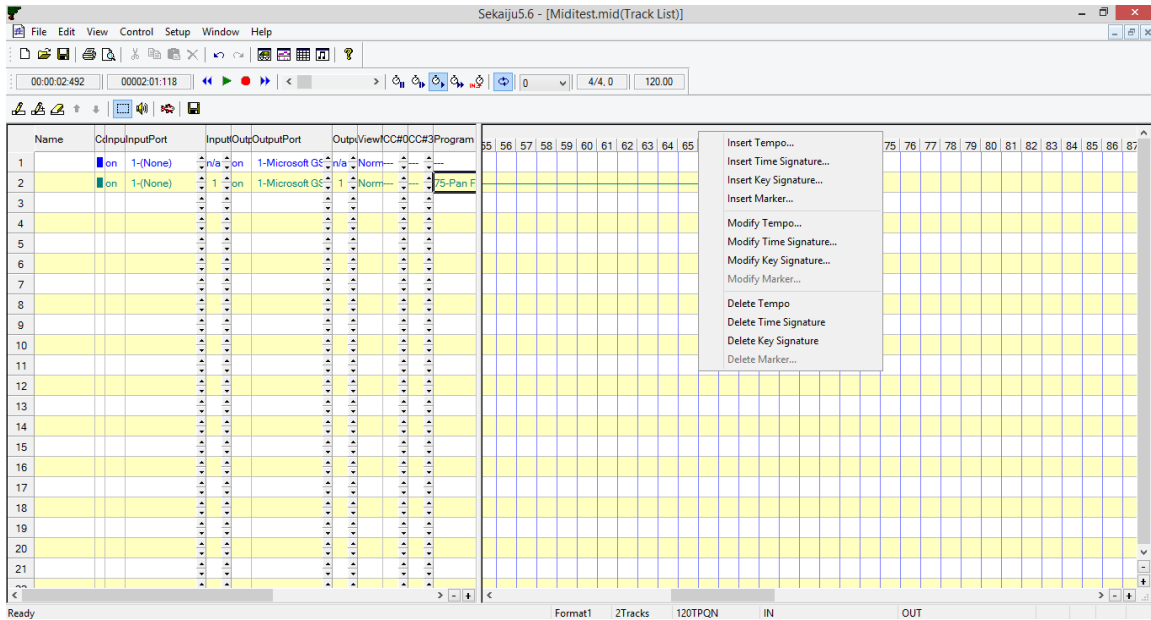 Sekaiju5.6 - [Miditest.mid(Track List)]
File Edit View Control Setup Window Help
00:00:02:492 00002:01:118 0 4/4, 0 120.00
Name InputPort OutputPort Program
55 56 57 58 59 60 61 62 63 64 65 75 76 77 78 79 80 81 82 83 84 85 86 87
1 on 1-(None) n/a on 1-Microsoft GS n/a Norm --- --- ---
2 on 1-(None) 1 on 1-Microsoft GS 1 Norm --- --- 75-Pan F
3
4
5
6
7
8
9
10
11
12
13
14
15
16
17
18
19
20
21
Insert Tempo...
Insert Time Signature...
Insert Key Signature...
Insert Marker...
Modify Tempo...
Modify Time Signature...
Modify Key Signature...
Modify Marker...
Delete Tempo
Delete Time Signature
Delete Key Signature
Delete Marker...
Ready Format1 2Tracks 120TPQN IN OUT